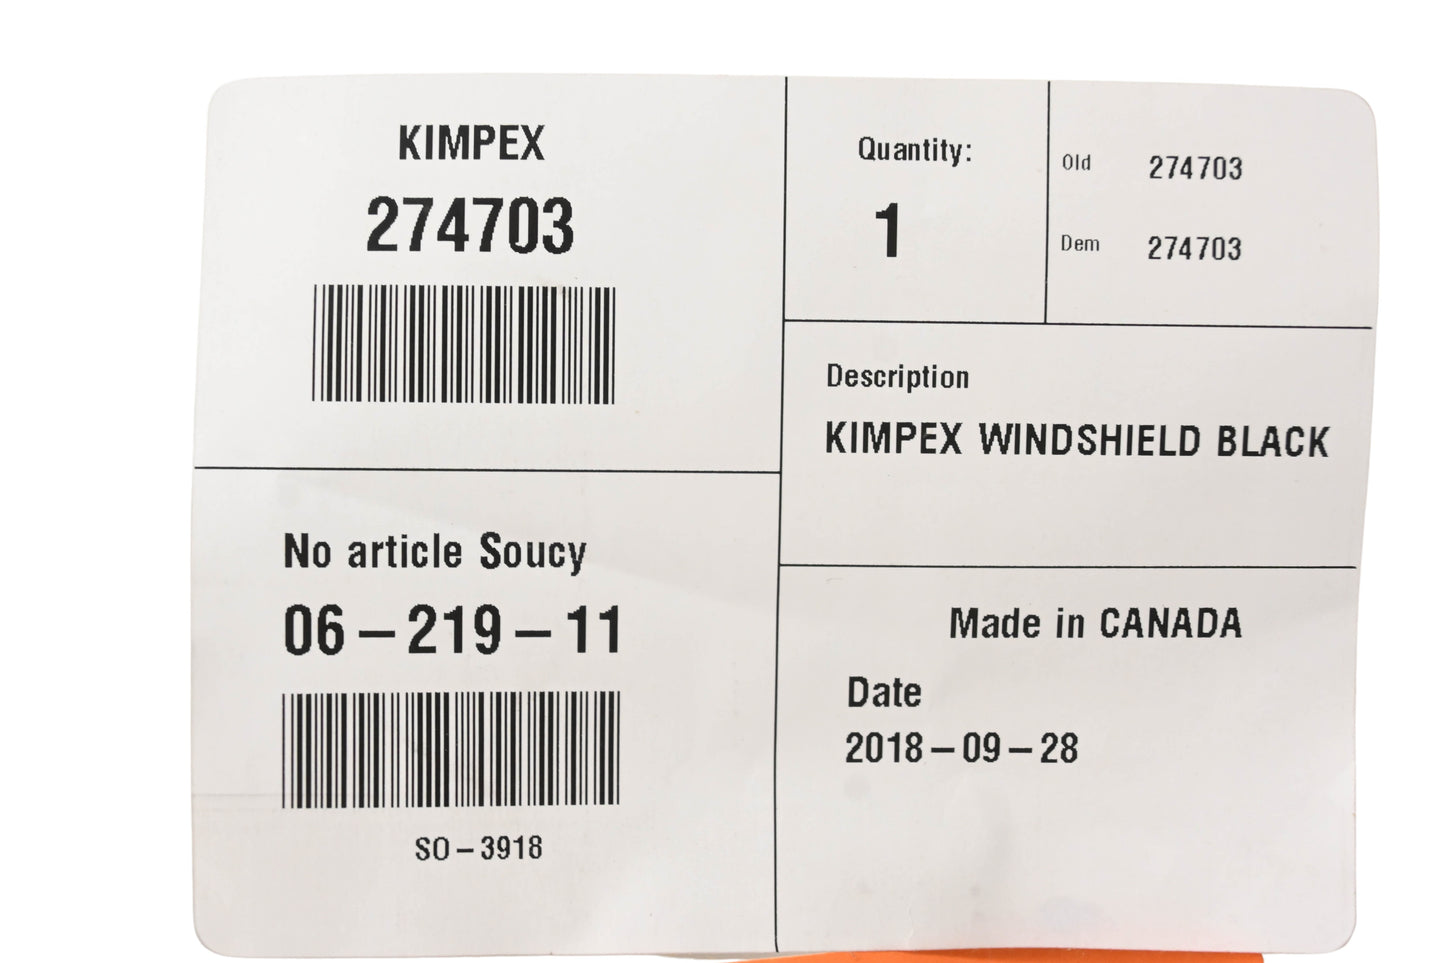 KIMPEX
274703
No article Soucy
06-219-11
SO-3918
Quantity:
1
Old 274703
Dem 274703
Description
KIMPEX WINDSHIELD BLACK
Made in CANADA
Date
2018-09-28